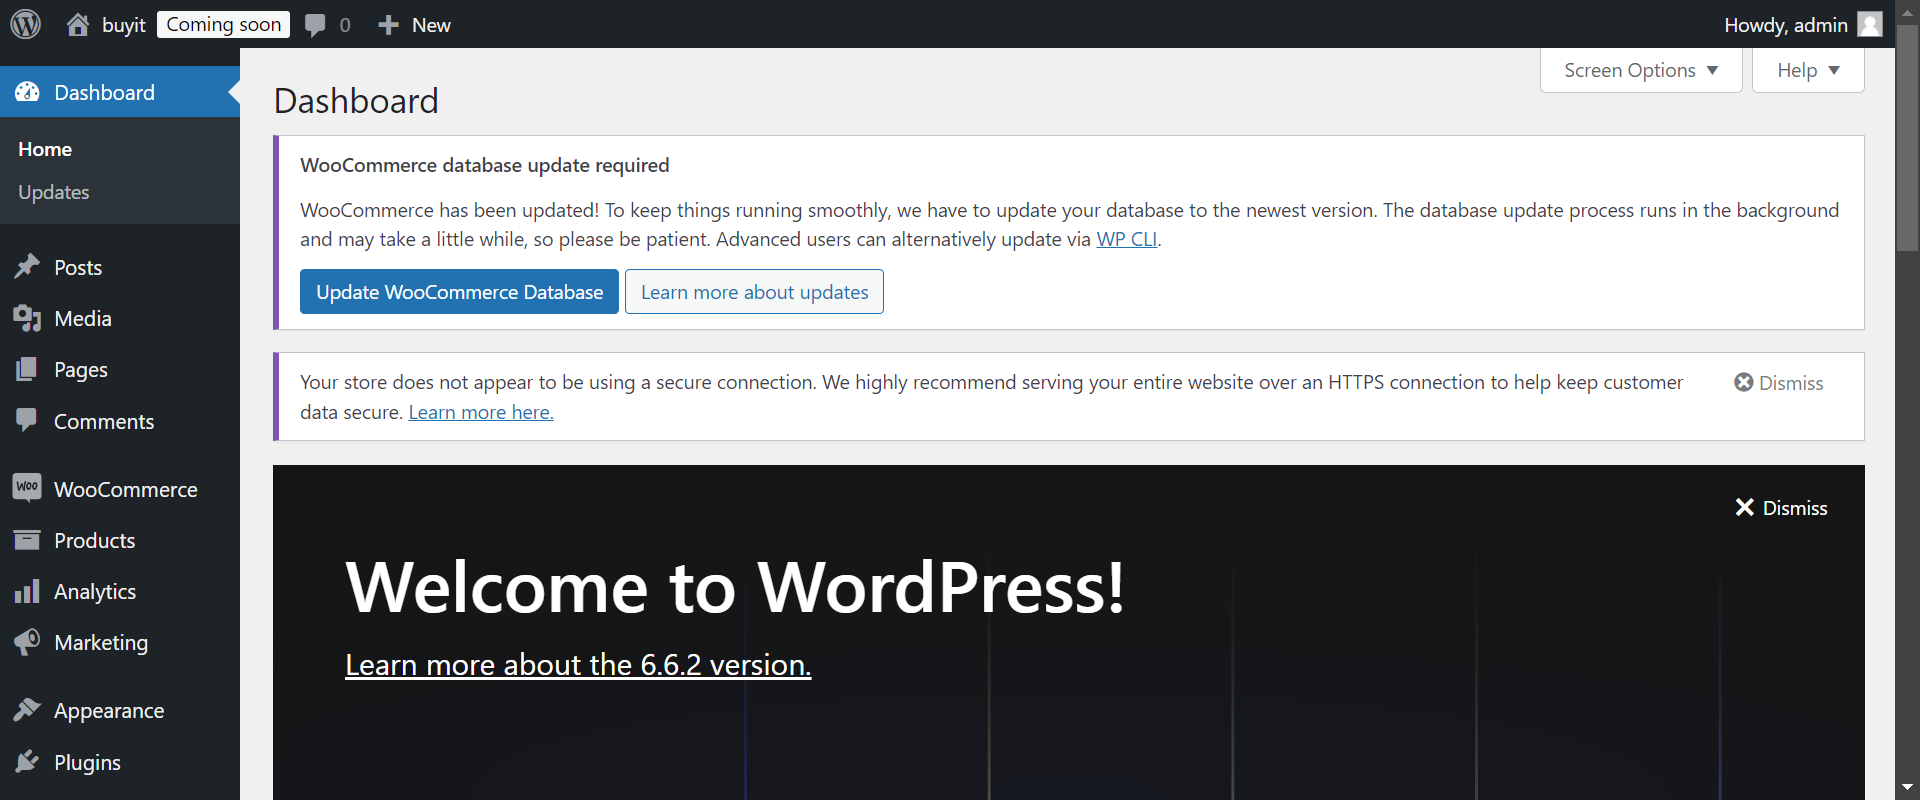 buyit
Coming soon
0
New
Howdy, admin
Dashboard
Home
Updates
Posts
Media
Pages
Comments
Woo
WooCommerce
Products
Analytics
Marketing
Appearance
Plugins
Screen Options
Help
Dashboard
WooCommerce database update required
WooCommerce has been updated! To keep things running smoothly, we have to update your database to the newest version. The database update process runs in the background
and may take a little while, so please be patient. Advanced users can alternatively update via WP CLI.
Update WooCommerce Database
Learn more about updates
Your store does not appear to be using a secure connection. We highly recommend serving your entire website over an HTTPS connection to help keep customer
data secure. Learn more here.
Dismiss
Dismiss
Welcome to WordPress!
Learn more about the 6.6.2 version.